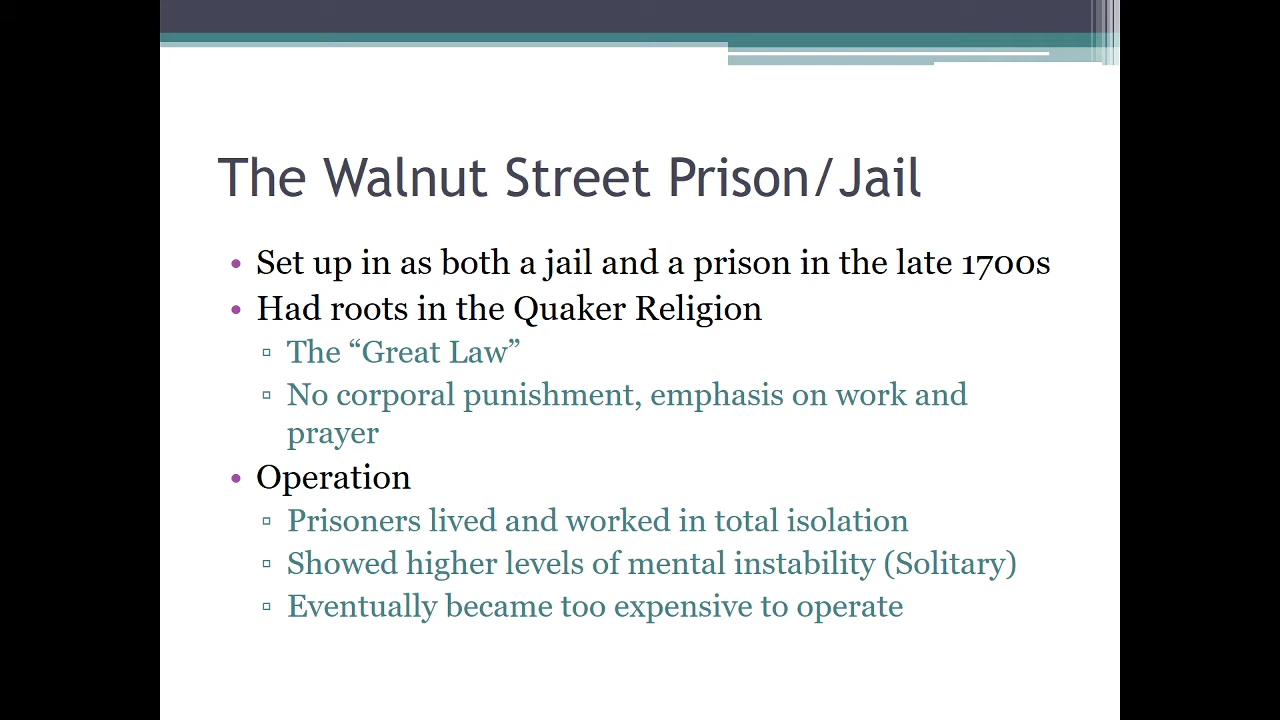 The Walnut Street Prison/Jail
• Set up in as both a jail and a prison in the late 1700s
• Had roots in the Quaker Religion
▫ The “Great Law”
▫ No corporal punishment, emphasis on work and
prayer
• Operation
▫ Prisoners lived and worked in total isolation
▫ Showed higher levels of mental instability (Solitary)
▫ Eventually became too expensive to operate